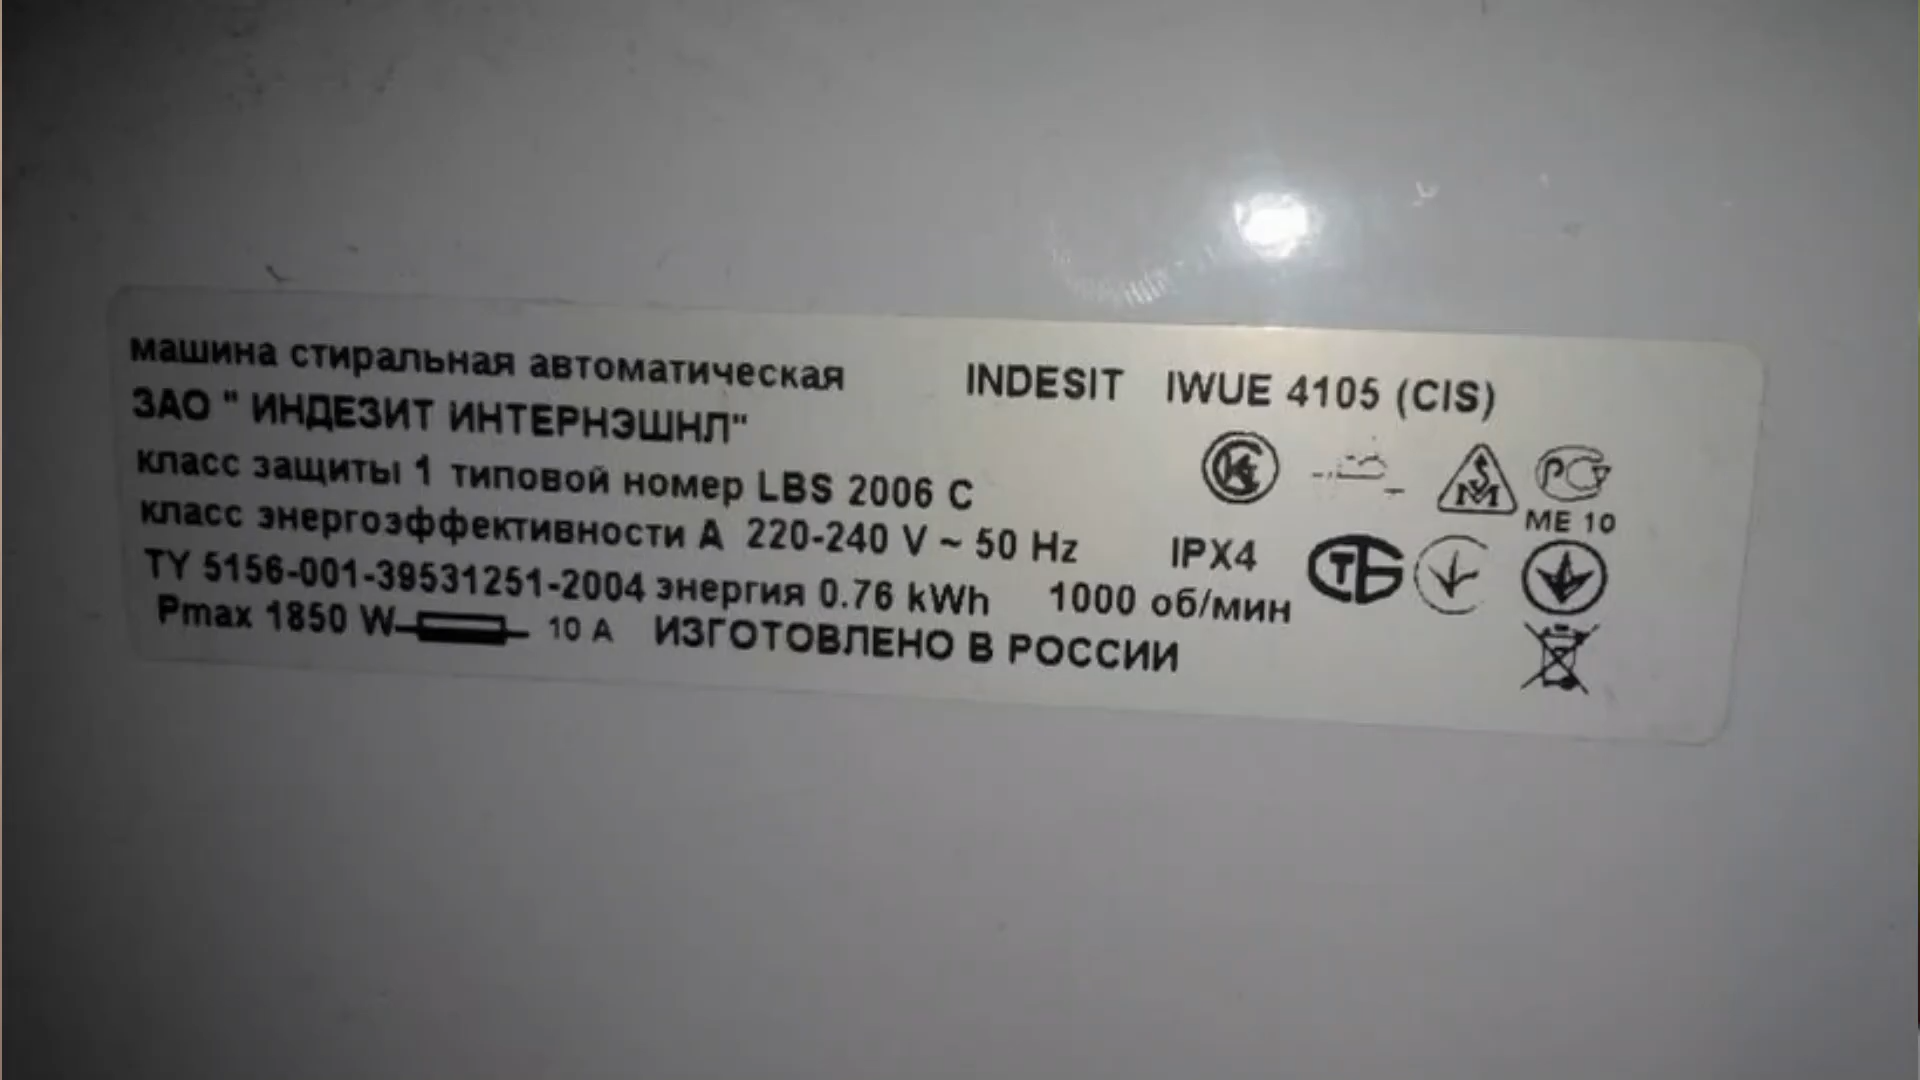 машина стиральная автоматическая INDESIT IWUE 4105 (CIS)
ЗАО " ИНДЕЗИТ ИНТЕРНЭШНЛ"
класс защиты 1 типовой номер LBS 2006 C
ME 10
класс энергоэффективности A 220-240 V ~ 50 Hz IPX4
ТУ 5156-001-39531251-2004 энергия 0.76 kWh 1000 об/мин
Pmax 1850 W 10 A ИЗГОТОВЛЕНО В РОССИИ